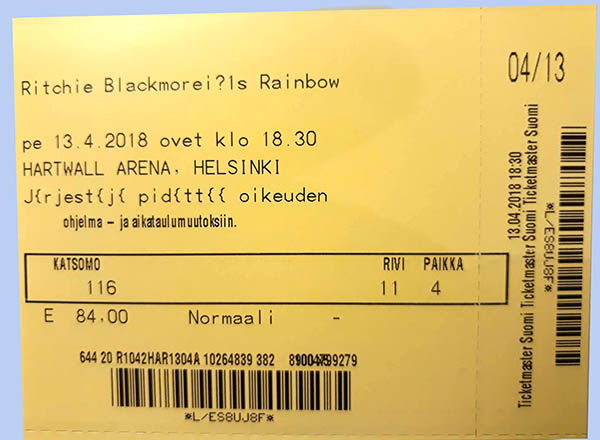 04/13
Ritchie Blackmorei?1s Rainbow
pe 13.4.2018 ovet klo 18.30
HARTWALL ARENA, HELSINKI
J{rjest{j{ pid{tt{{ oikeuden
ohjelma – ja aikataulumuutoksiin.
KATSOMO RIVI PAIKKA
116 11 4
E 84.00 Normaali -
644 20 R1042HAR1304A 10264839 382
*L/ES8UJ8F*
Ticketmaster Suomi Ticketmaster Suomi Ticketmaster Suomi
13.04.2018 18:30
*L/ES8UJ8F*